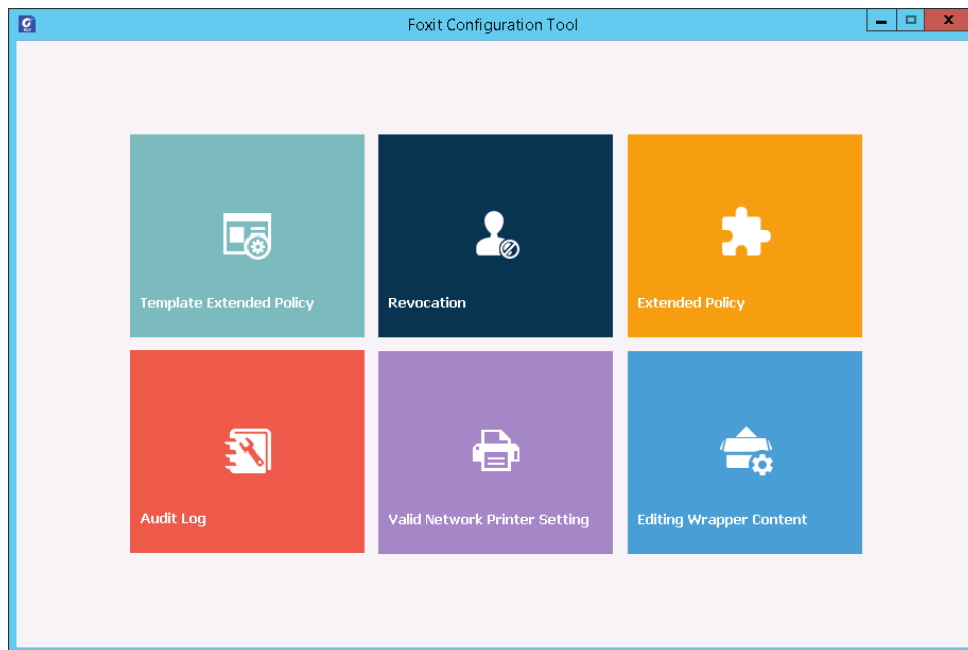 Foxit Configuration Tool
Template Extended Policy
Revocation
Extended Policy
Audit Log
Valid Network Printer Setting
Editing Wrapper Content